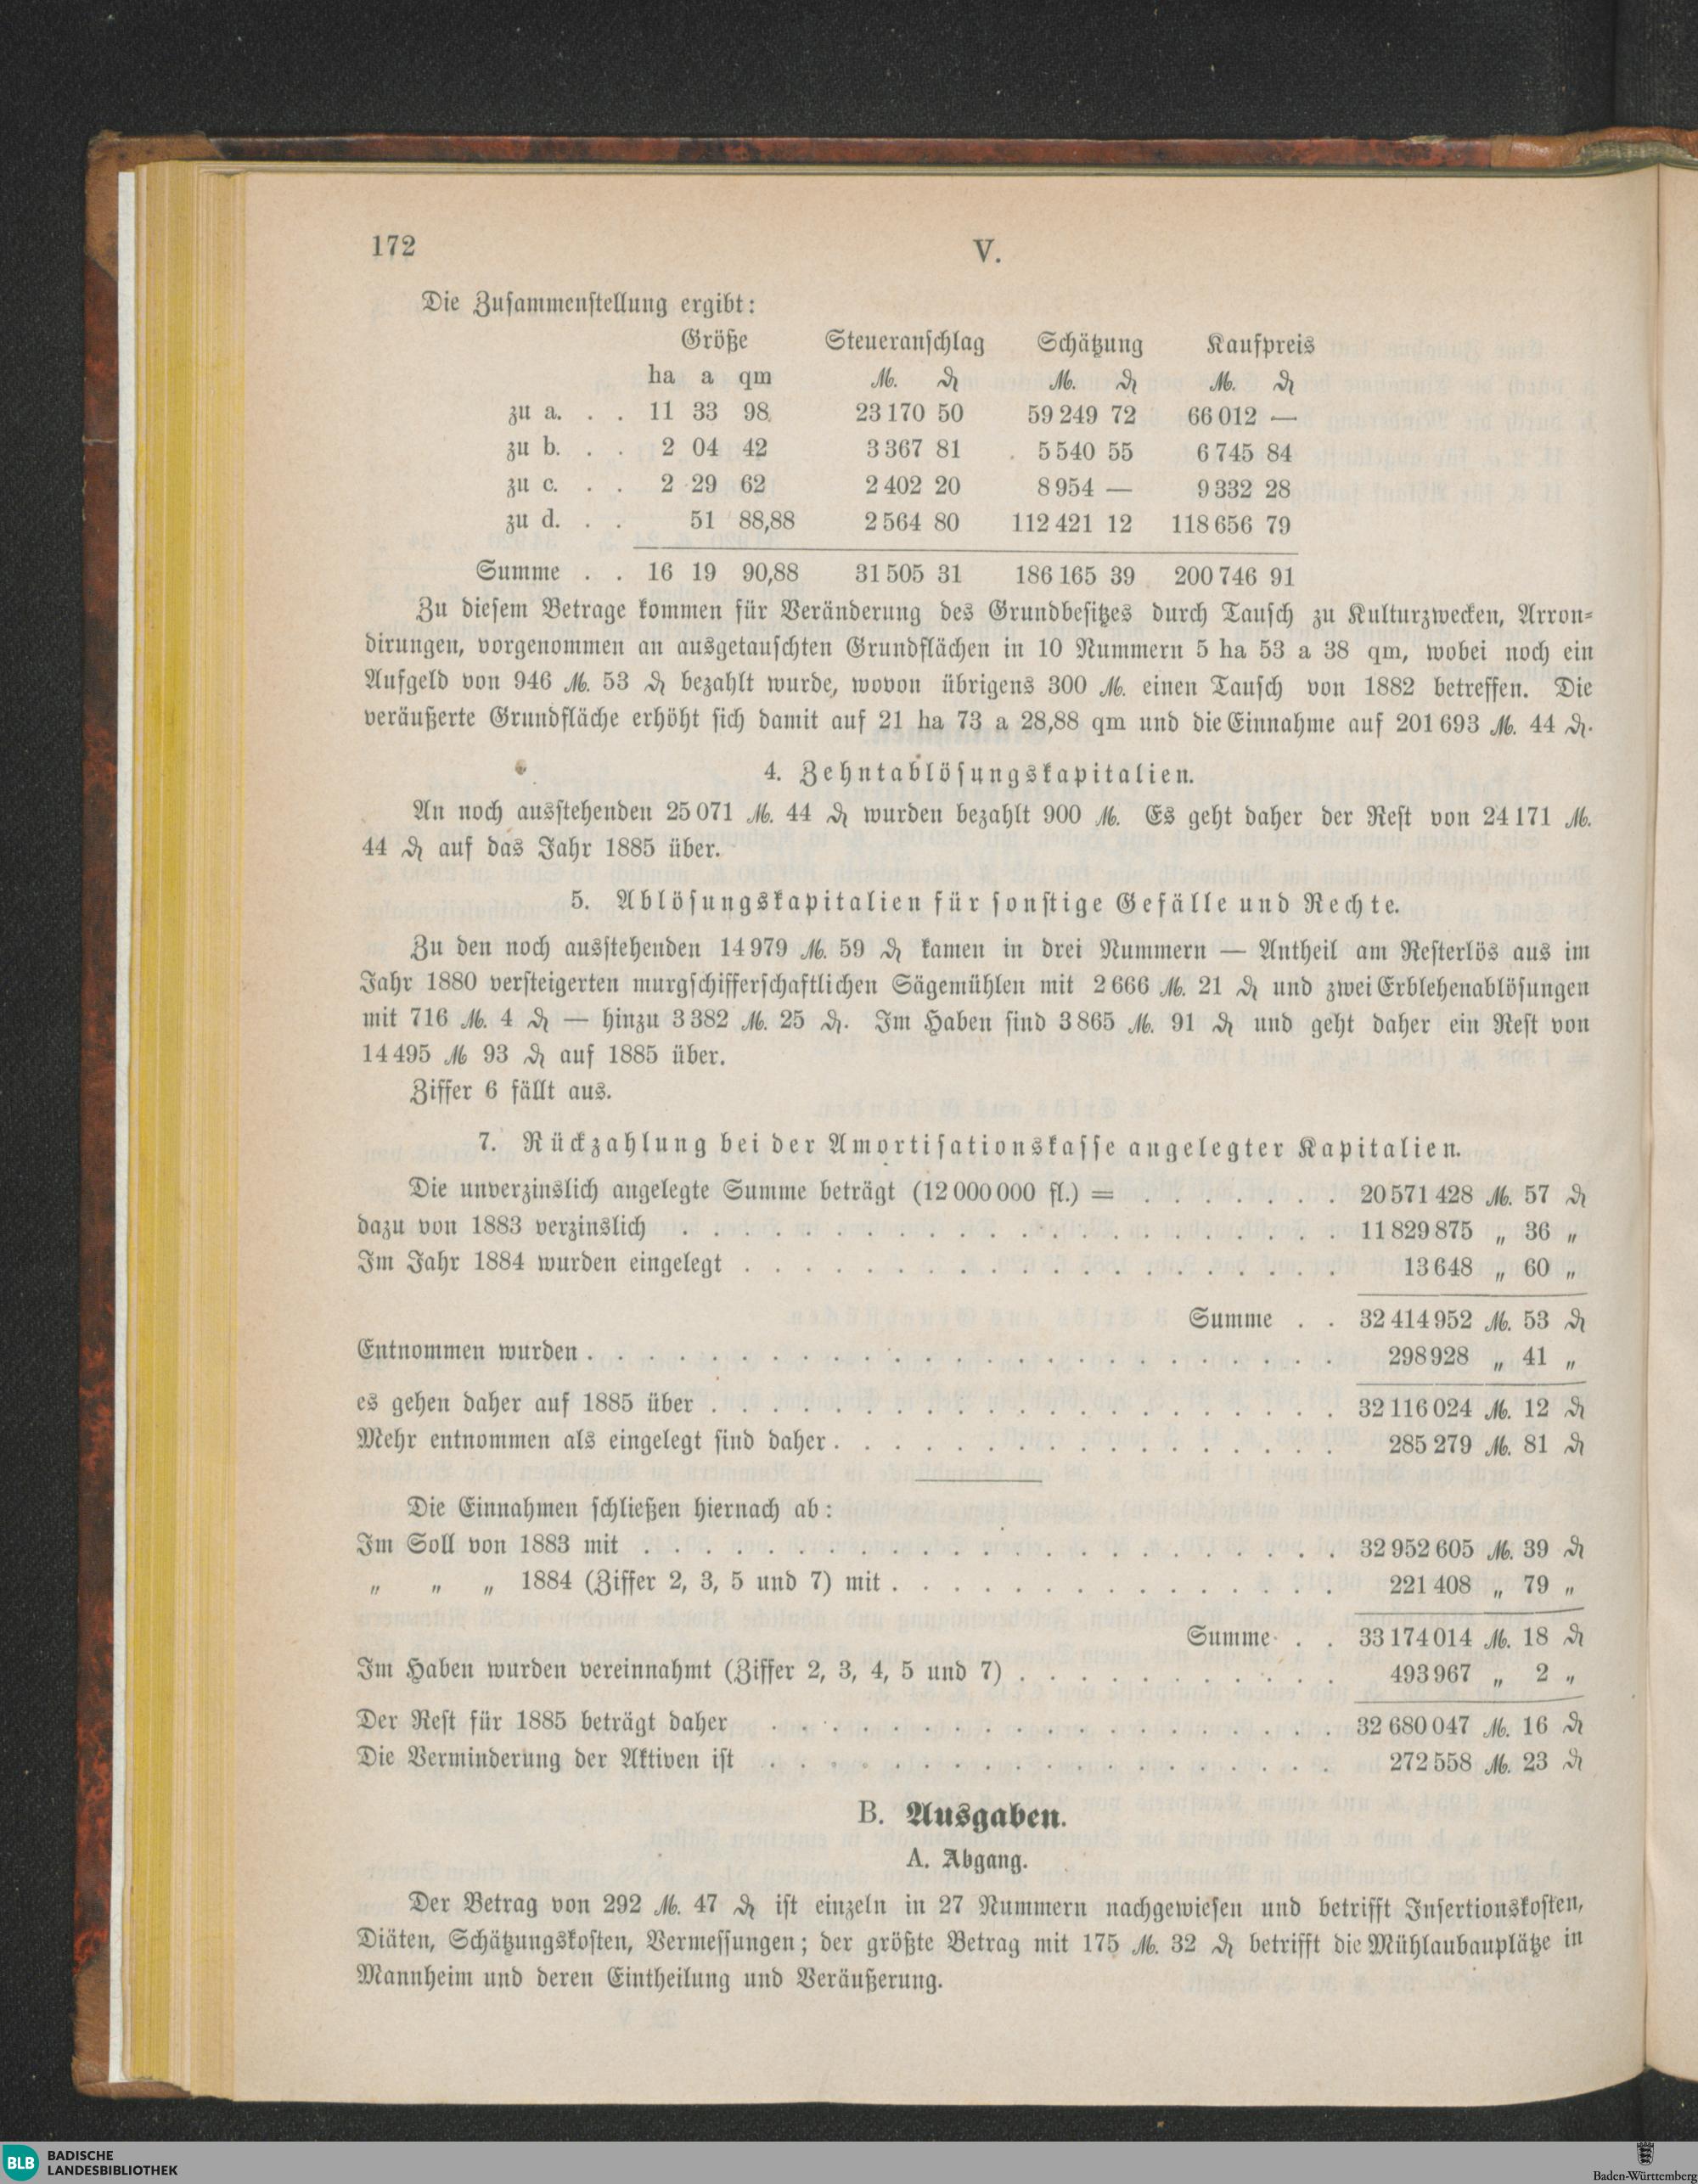 172
V.
Die Zusammenstellung ergibt:
Größe Steueranschlag Schätzung Kaufpreis
ha a qm ℳ. ₰ ℳ. ₰ ℳ. ₰
zu a. . . 11 33 98 23 170 50 59 249 72 66 012 —
zu b. . . 2 04 42 3 367 81 5 540 55 6 745 84
zu c. . . 2 29 62 2 402 20 8 954 — 9 332 28
zu d. . . 51 88,88 2 564 80 112 421 12 118 656 79
Summe . . 16 19 90,88 31 505 31 186 165 39 200 746 91
Zu diesem Betrage kommen für Veränderung des Grundbesitzes durch Tausch zu Kulturzwecken, Arron-
dirungen, vorgenommen an ausgetauschten Grundflächen in 10 Nummern 5 ha 53 a 38 qm, wobei noch ein
Aufgeld von 946 ℳ. 53 ₰ bezahlt wurde, wovon übrigens 300 ℳ. einen Tausch von 1882 betreffen. Die
veräußerte Grundfläche erhöht sich damit auf 21 ha 73 a 28,88 qm und die Einnahme auf 201 693 ℳ. 44 ₰.
4. Zehntablösungskapitalien.
An noch ausstehenden 25 071 ℳ. 44 ₰ wurden bezahlt 900 ℳ. Es geht daher der Rest von 24 171 ℳ.
44 ₰ auf das Jahr 1885 über.
5. Ablösungskapitalien für sonstige Gefälle und Rechte.
Zu den noch ausstehenden 14 979 ℳ. 59 ₰ kamen in drei Nummern — Antheil am Resterlös aus im
Jahr 1880 versteigerten murgschifferschaftlichen Sägemühlen mit 2 666 ℳ. 21 ₰ und zwei Erblehenablösungen
mit 716 ℳ. 4 ₰ — hinzu 3 382 ℳ. 25 ₰. Im Haben sind 3 865 ℳ. 91 ₰ und geht daher ein Rest von
14 495 ℳ 93 ₰ auf 1885 über.
Ziffer 6 fällt aus.
7. Rückzahlung bei der Amortisationskasse angelegter Kapitalien.
Die unverzinslich angelegte Summe beträgt (12 000 000 fl.) = . . . . . . . 20 571 428 ℳ. 57 ₰
dazu von 1883 verzinslich . . . . . . . . . . . . . . . . . . . . . . 11 829 875 „ 36 „
Im Jahr 1884 wurden eingelegt . . . . . . . . . . . . . . . . . . . . 13 648 „ 60 „
Summe . . 32 414 952 ℳ. 53 ₰
Entnommen wurden . . . . . . . . . . . . . . . . . . . . . . . . . 298 928 „ 41 „
es gehen daher auf 1885 über . . . . . . . . . . . . . . . . . . . . . 32 116 024 ℳ. 12 ₰
Mehr entnommen als eingelegt sind daher . . . . . . . . . . . . . . . . . 285 279 ℳ. 81 ₰
Die Einnahmen schließen hiernach ab:
Im Soll von 1883 mit . . . . . . . . . . . . . . . . . . . . . . . 32 952 605 ℳ. 39 ₰
„ „ „ 1884 (Ziffer 2, 3, 5 und 7) mit . . . . . . . . . . . . . . . 221 408 „ 79 „
Summe . . 33 174 014 ℳ. 18 ₰
Im Haben wurden vereinnahmt (Ziffer 2, 3, 4, 5 und 7) . . . . . . . . . . . 493 967 „ 2 „
Der Rest für 1885 beträgt daher . . . . . . . . . . . . . . . . . . . 32 680 047 ℳ. 16 ₰
Die Verminderung der Aktiven ist . . . . . . . . . . . . . . . . . . . 272 558 ℳ. 23 ₰
B. Ausgaben.
A. Abgang.
Der Betrag von 292 ℳ. 47 ₰ ist einzeln in 27 Nummern nachgewiesen und betrifft Insertionskosten,
Diäten, Schätzungskosten, Vermessungen; der größte Betrag mit 175 ℳ. 32 ₰ betrifft die Mühlaubauplätze in
Mannheim und deren Eintheilung und Veräußerung.
BLB BADISCHE
LANDESBIBLIOTHEK
Baden-Württemberg